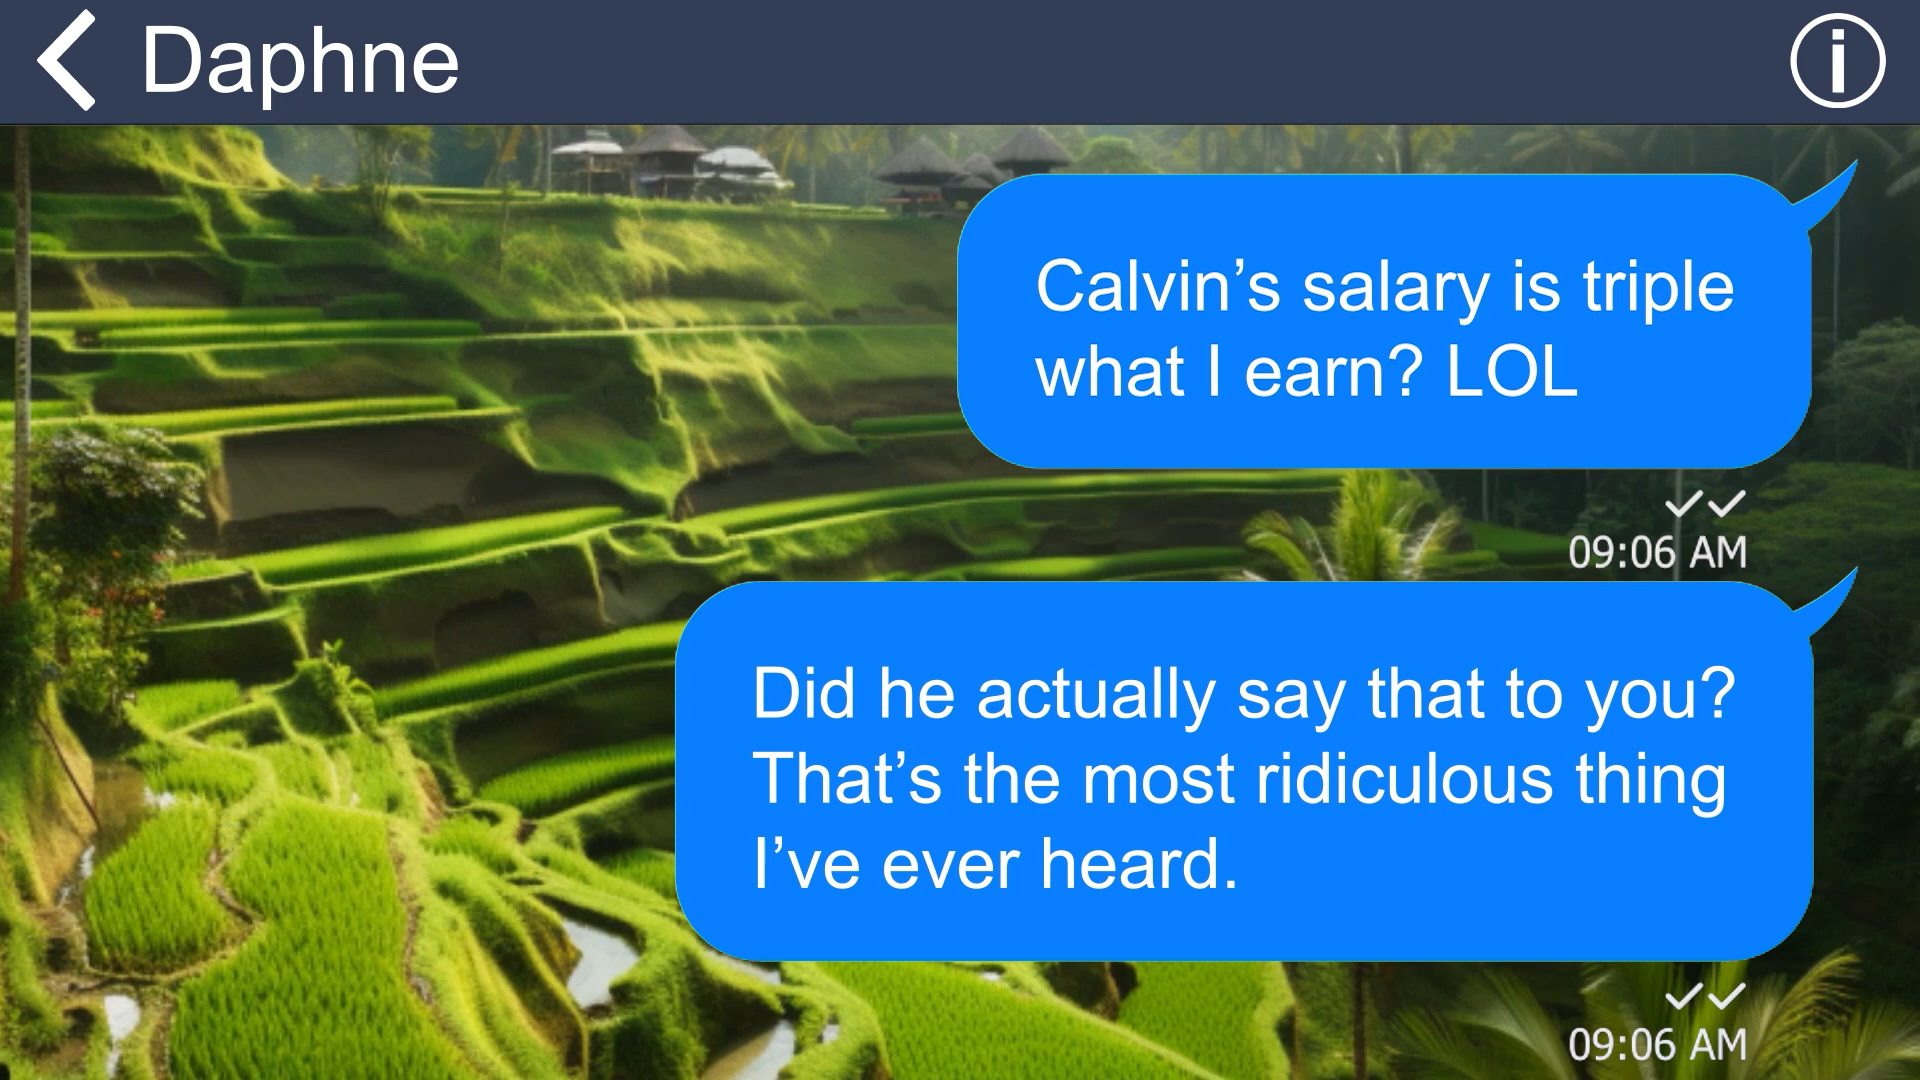 Daphne
Calvin’s salary is triple
what I earn? LOL
09:06 AM
Did he actually say that to you?
That’s the most ridiculous thing
I’ve ever heard.
09:06 AM